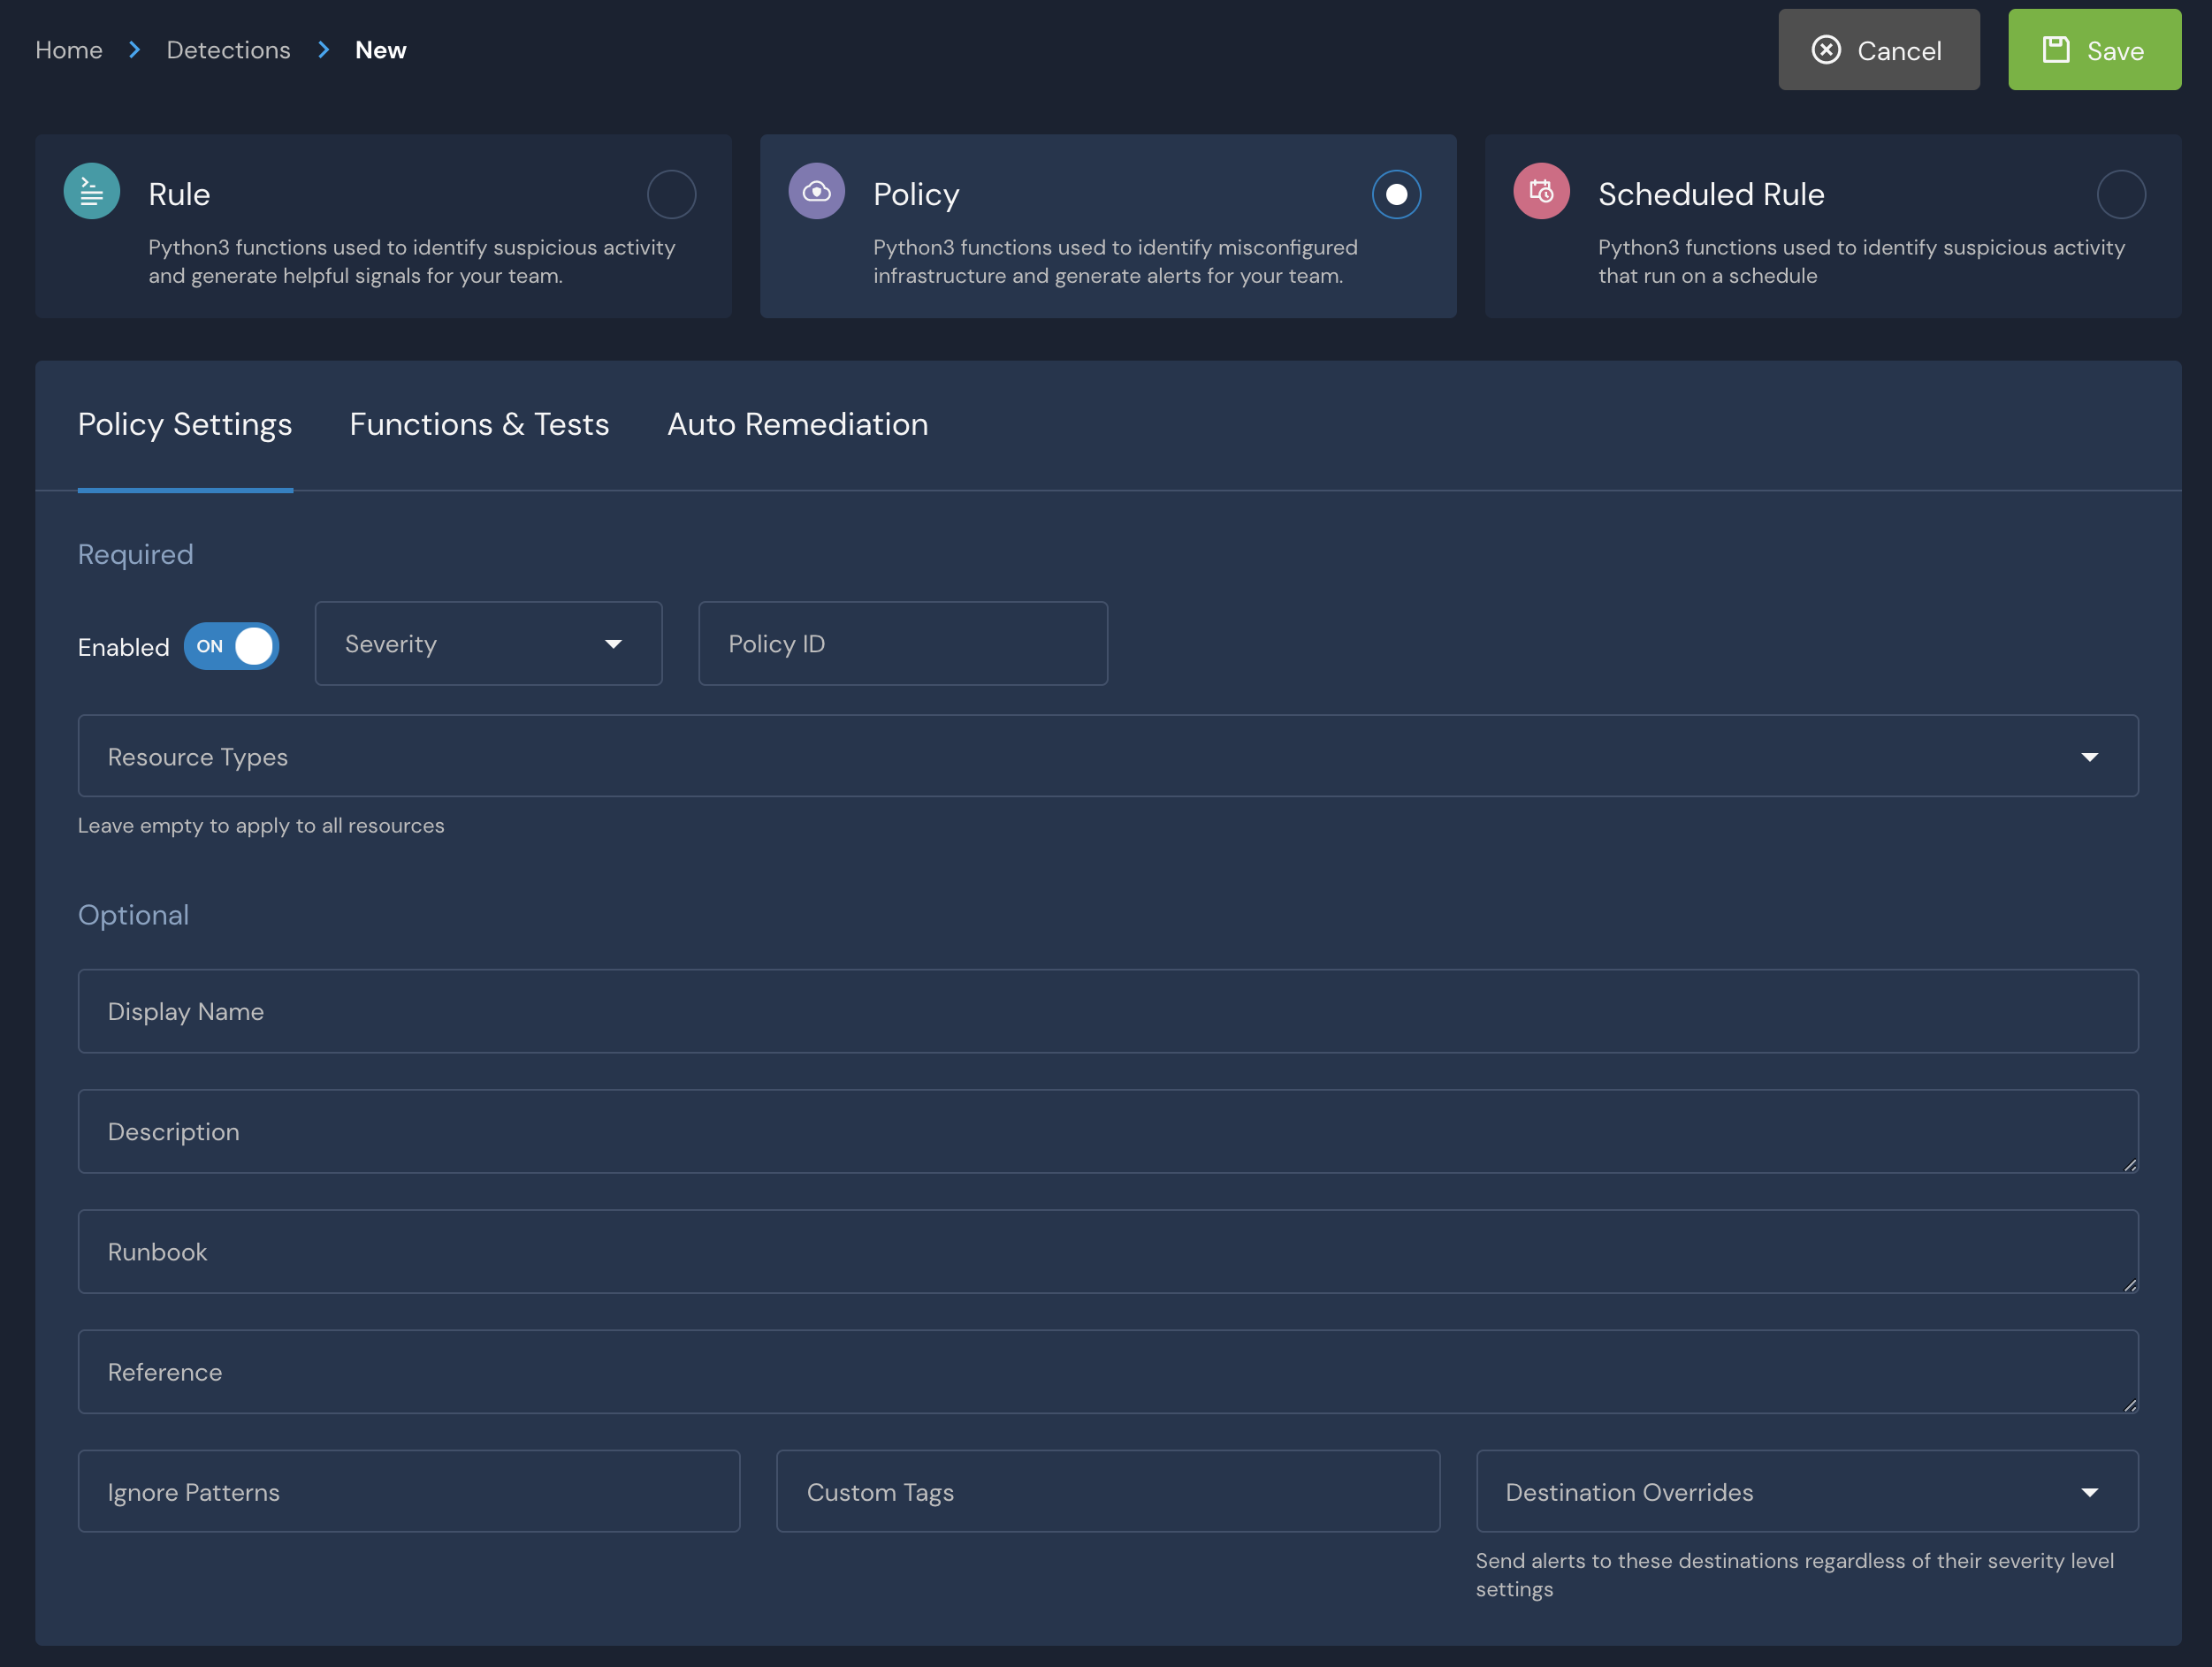 Home
Detections
New
Cancel
Save
Rule
Python3 functions used to identify suspicious activity
and generate helpful signals for your team.
Policy
Python3 functions used to identify misconfigured
infrastructure and generate alerts for your team.
Scheduled Rule
Python3 functions used to identify suspicious activity
that run on a schedule
Policy Settings
Functions & Tests
Auto Remediation
Required
Enabled
ON
Severity
Policy ID
Resource Types
Leave empty to apply to all resources
Optional
Display Name
Description
Runbook
Reference
Ignore Patterns
Custom Tags
Destination Overrides
Send alerts to these destinations regardless of their severity level
settings